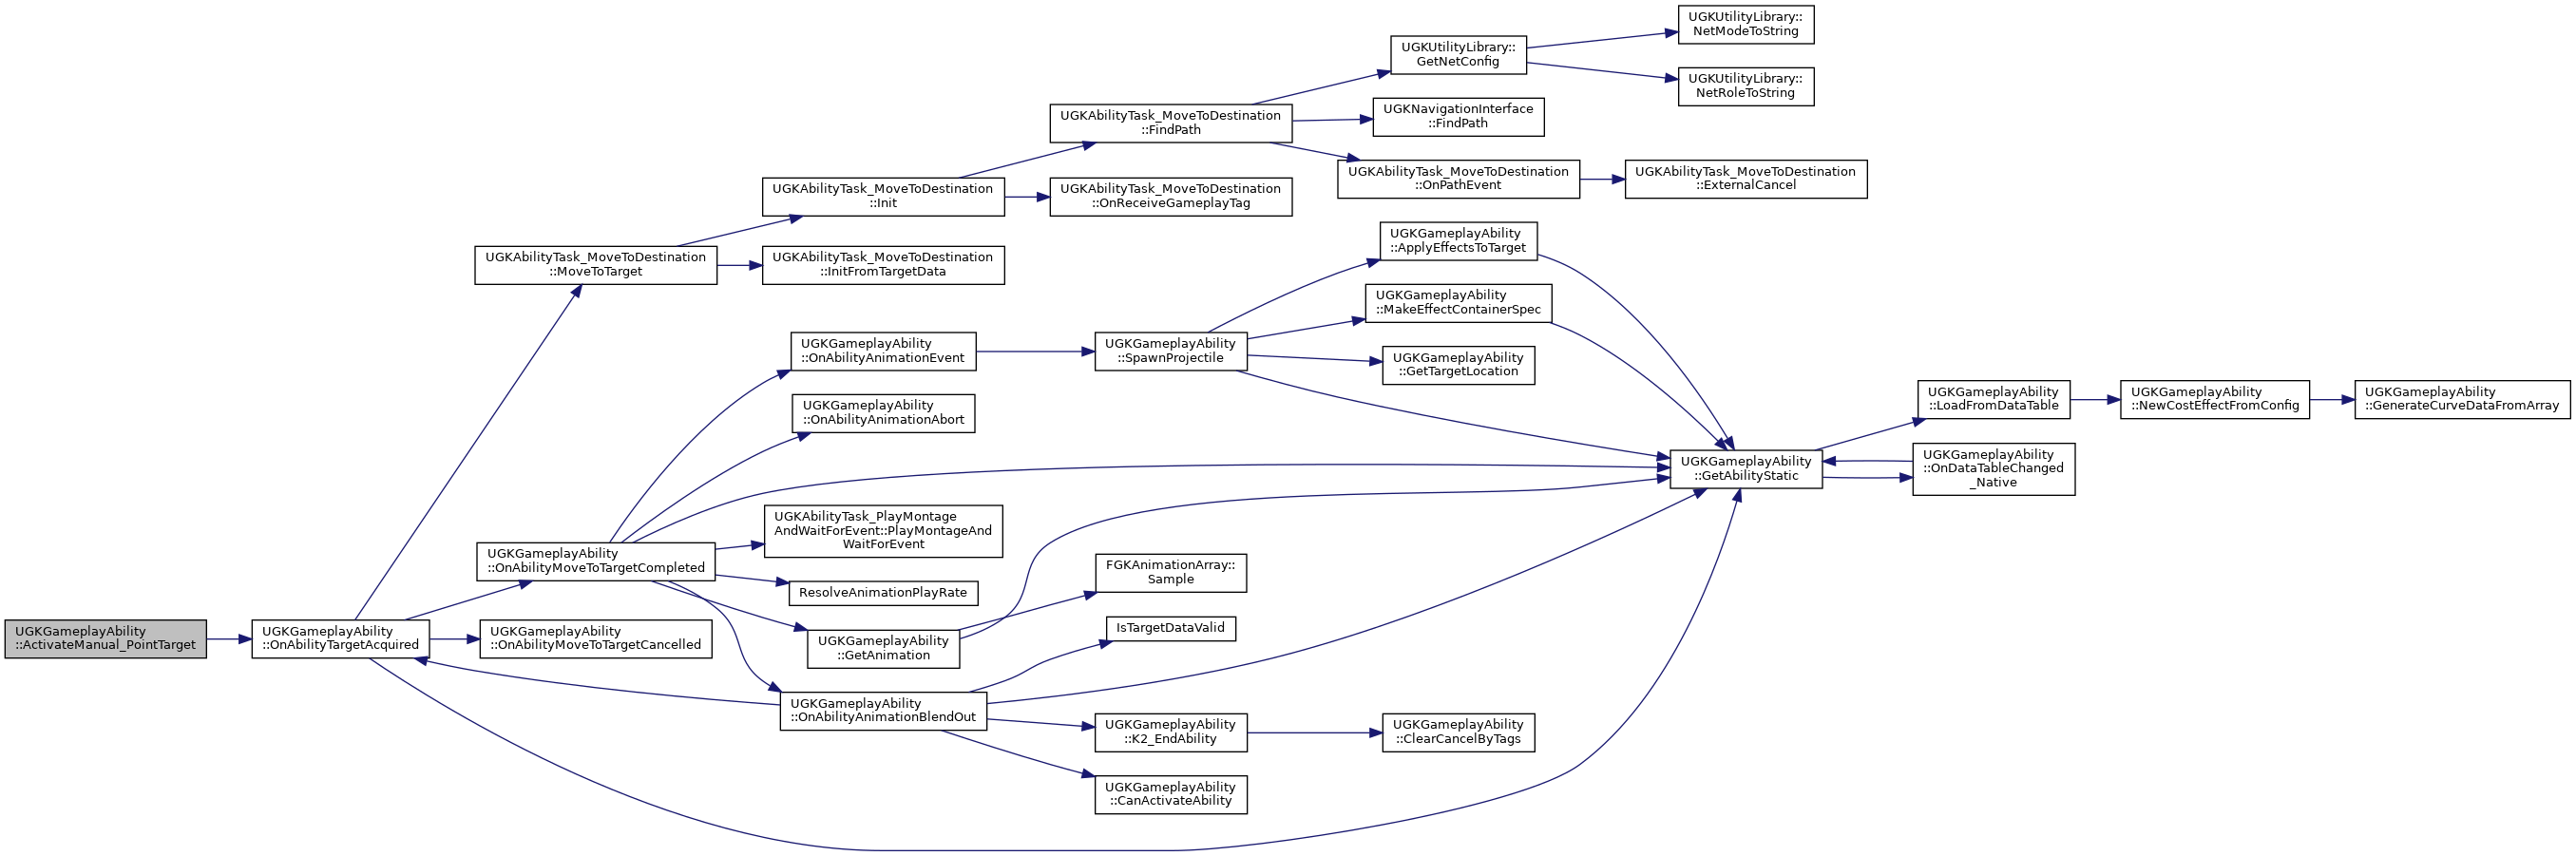 UGKGameplayAbility
::ActivateManual_PointTarget
UGKGameplayAbility
::OnAbilityTargetAcquired
UGKAbilityTask_MoveToDestination
::MoveToTarget
UGKGameplayAbility
::OnAbilityMoveToTargetCompleted
UGKGameplayAbility
::OnAbilityMoveToTargetCancelled
UGKAbilityTask_MoveToDestination
::Init
UGKAbilityTask_MoveToDestination
::InitFromTargetData
UGKGameplayAbility
::OnAbilityAnimationEvent
UGKGameplayAbility
::OnAbilityAnimationAbort
UGKAbilityTask_PlayMontage
AndWaitForEvent::PlayMontageAnd
WaitForEvent
ResolveAnimationPlayRate
UGKGameplayAbility
::GetAnimation
UGKGameplayAbility
::OnAbilityAnimationBlendOut
UGKAbilityTask_MoveToDestination
::FindPath
UGKAbilityTask_MoveToDestination
::OnReceiveGameplayTag
UGKGameplayAbility
::SpawnProjectile
FGKAnimationArray::
Sample
IsTargetDataValid
UGKGameplayAbility
::K2_EndAbility
UGKGameplayAbility
::CanActivateAbility
UGKUtilityLibrary::
GetNetConfig
UGKNavigationInterface
::FindPath
UGKAbilityTask_MoveToDestination
::OnPathEvent
UGKGameplayAbility
::ApplyEffectsToTarget
UGKGameplayAbility
::MakeEffectContainerSpec
UGKGameplayAbility
::GetTargetLocation
UGKGameplayAbility
::ClearCancelByTags
UGKUtilityLibrary::
NetModeToString
UGKUtilityLibrary::
NetRoleToString
UGKAbilityTask_MoveToDestination
::ExternalCancel
UGKGameplayAbility
::GetAbilityStatic
UGKGameplayAbility
::LoadFromDataTable
UGKGameplayAbility
::OnDataTableChanged
_Native
UGKGameplayAbility
::NewCostEffectFromConfig
UGKGameplayAbility
::GenerateCurveDataFromArray